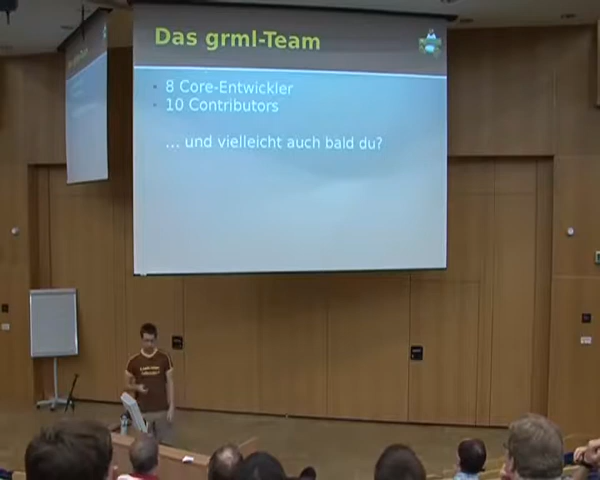 Das grml-Team
8 Core-Entwickler
10 Contributors
... und vielleicht auch bald du?